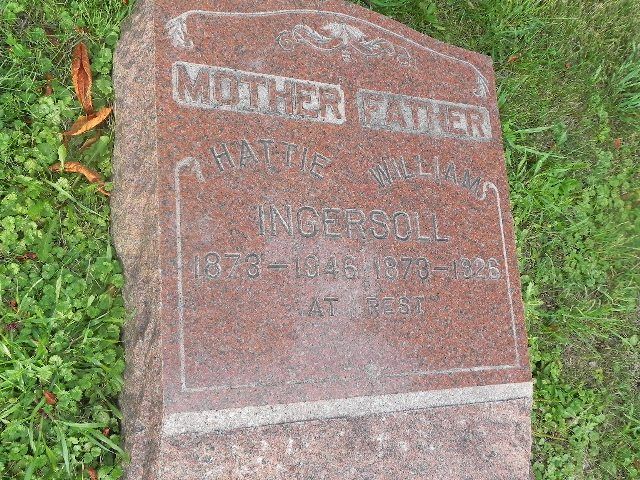 MOTHER FATHER
HATTIE WILLIAM
INGERSOLL
1873-1946 1873-1926
AT REST